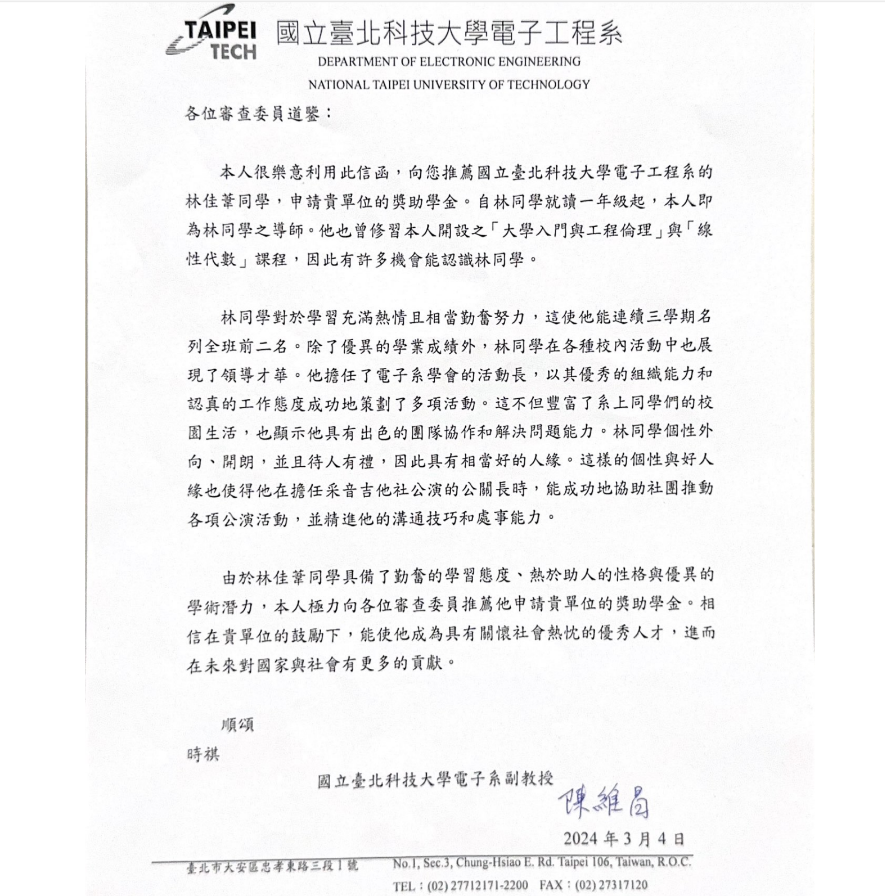 TAIPEI
TECH
國立臺北科技大學電子工程系
DEPARTMENT OF ELECTRONIC ENGINEERING
NATIONAL TAIPEI UNIVERSITY OF TECHNOLOGY
各位審查委員道鑒：
本人很樂意利用此信函，向您推薦國立臺北科技大學電子工程系的
林佳葦同學，申請貴單位的獎助學金。自林同學就讀一年級起，本人即
為林同學之導師。他也曾修習本人開設之「大學入門與工程倫理」與「線
性代數」課程，因此有許多機會能認識林同學。
林同學對於學習充滿熱情且相當勤奮努力，這使他能連續三學期名
列全班前二名。除了優異的學業成績外，林同學在各種校內活動中也展
現了領導才華。他擔任了電子系學會的活動長，以其優秀的組織能力和
認真的工作態度成功地策劃了多項活動。這不但豐富了系上同學們的校
園生活，也顯示他具有出色的團隊協作和解決問題能力。林同學個性外
向、開朗，並且待人有禮，因此具有相當好的人緣。這樣的個性與好人
緣也使得他在擔任采音吉他社公演的公關長時，能成功地協助社團推動
各項公演活動，並精進他的溝通技巧和處事能力。
由於林佳葦同學具備了勤奮的學習態度、熱於助人的性格與優異的
學術潛力，本人極力向各位審查委員推薦他申請貴單位的獎助學金。相
信在貴單位的鼓勵下，能使他成為具有關懷社會熱忱的優秀人才，進而
在未來對國家與社會有更多的貢獻。
順頌
時祺
國立臺北科技大學電子系副教授
陳維昌
2024 年 3 月 4 日
臺北市大安區忠孝東路三段 1 號 No.1, Sec.3, Chung-Hsiao E. Rd. Taipei 106, Taiwan, R.O.C.
TEL：(02) 27712171-2200 FAX：(02) 27317120